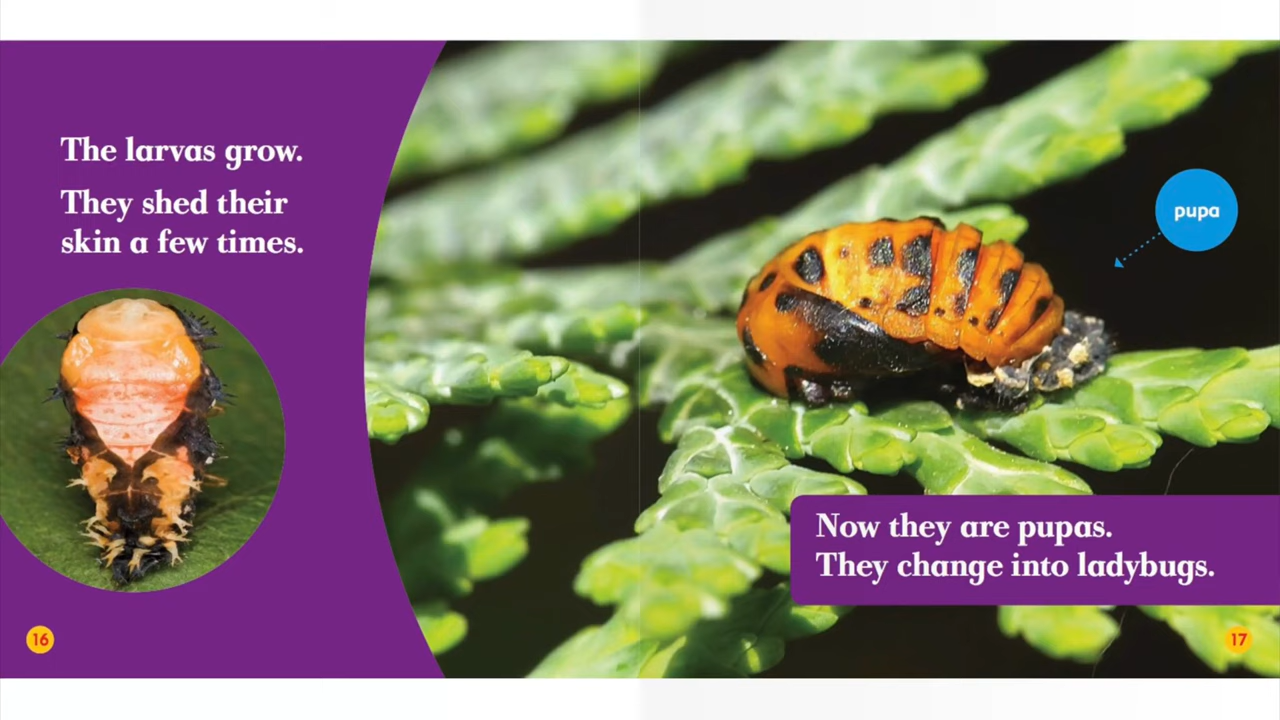 The larvas grow.
They shed their
skin a few times.
16
pupa
Now they are pupas.
They change into ladybugs.
17